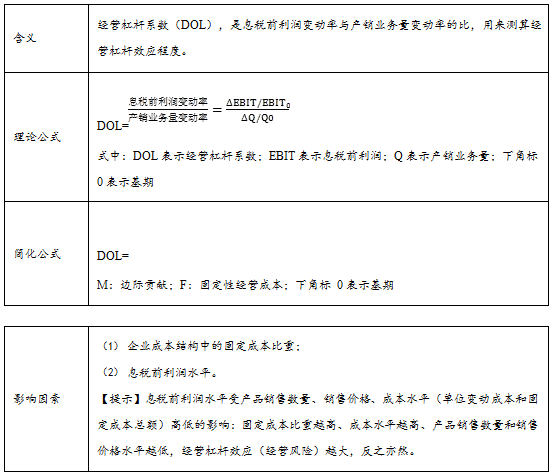 含义
经营杠杆系数（DOL），是息税前利润变动率与产销业务量变动率的比，用来测算经
营杠杆效应程度。
理论公式
DOL=息税前利润变动率/产销业务量变动率=ΔEBIT/EBIT₀/ΔQ/Q0
式中：DOL 表示经营杠杆系数；EBIT 表示息税前利润；Q 表示产销业务量；下角标
0 表示基期
简化公式
DOL=
M：边际贡献；F：固定性经营成本；下角标 0 表示基期
影响因素
（1） 企业成本结构中的固定成本比重；
（2） 息税前利润水平。
【提示】息税前利润水平受产品销售数量、销售价格、成本水平（单位变动成本和固
定成本总额）高低的影响；固定成本比重越高、成本水平越高、产品销售数量和销售
价格水平越低，经营杠杆效应（经营风险）越大，反之亦然。